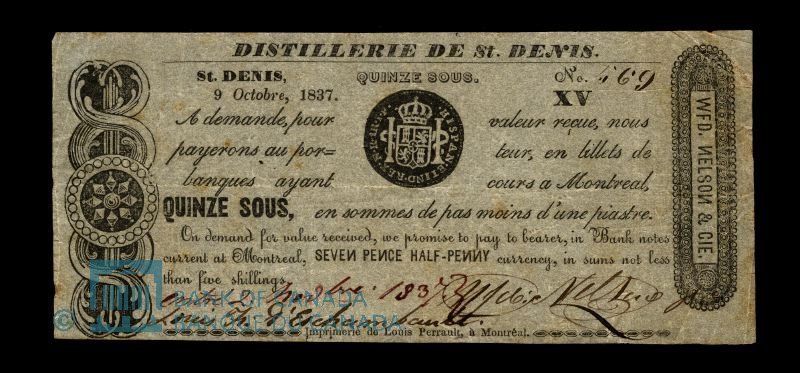 DISTILLERIE DE St. DENIS.
St. DENIS, QUINZE SOUS. No. 469
9 Octobre, 1837. XV
A demande, pour valeur reçue, nous
payerons au por- teur, en billets de
banques ayant cours a Montreal,
QUINZE SOUS, en sommes de pas moins d'une piastre.
On demand for value received, we promise to pay to bearer, in Bank notes
current at Montreal, SEVEN PENCE HALF-PENNY currency, in sums not less
than five shillings.
1837
Imprimerie de Louis Perrault, à Montréal.
WFD. NELSON & CIE.
HISPAN·ET IND·R
© BANK OF CANADA
BANQUE DU CANADA